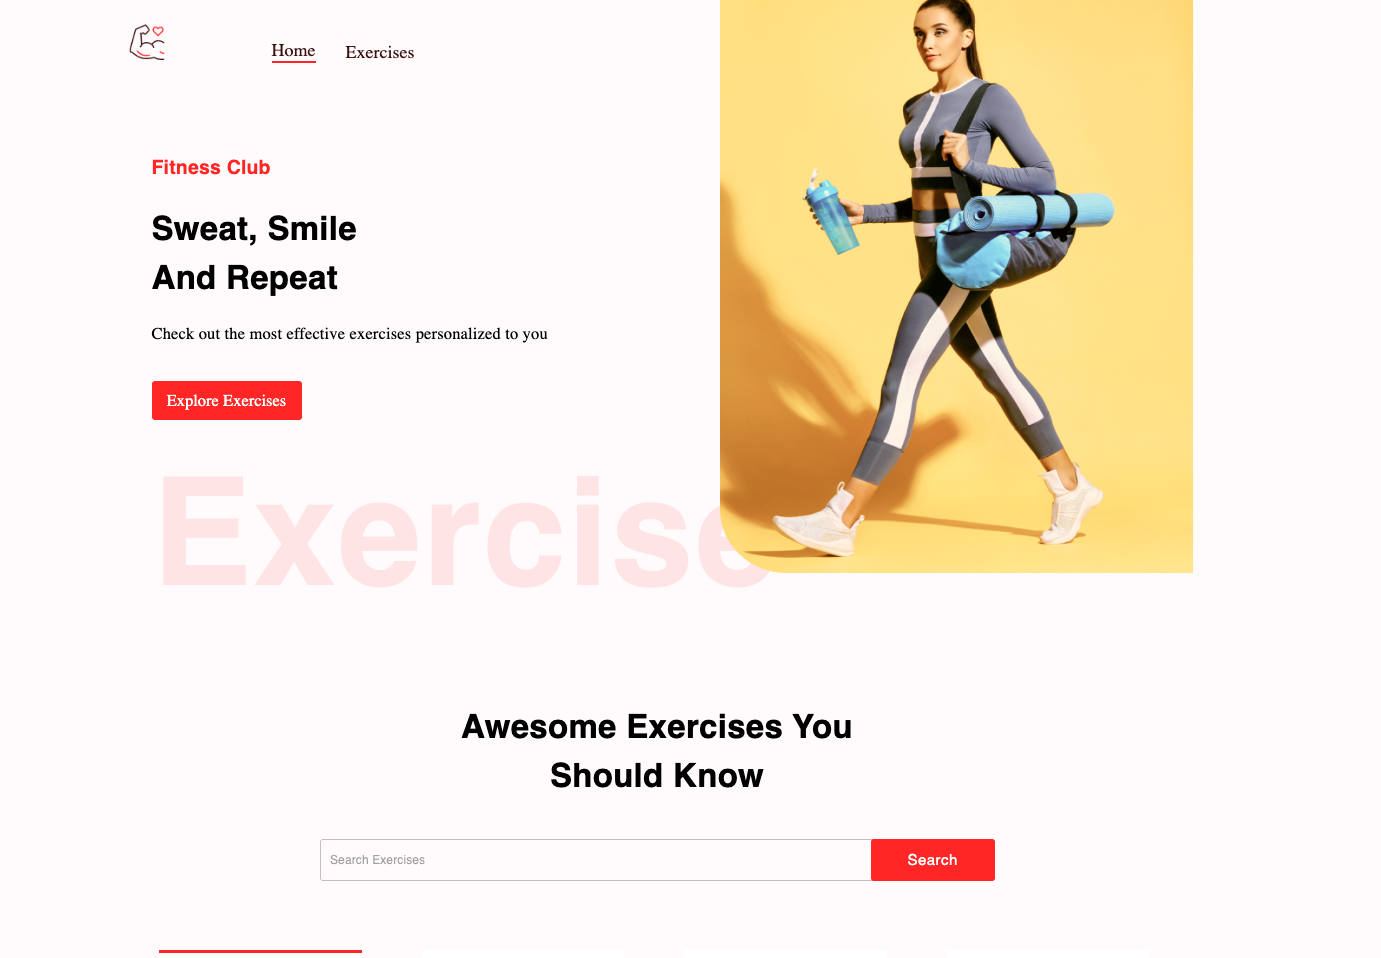 Home
Exercises
Fitness Club
Sweat, Smile
And Repeat
Check out the most effective exercises personalized to you
Explore Exercises
Exercise
Awesome Exercises You
Should Know
Search Exercises
Search